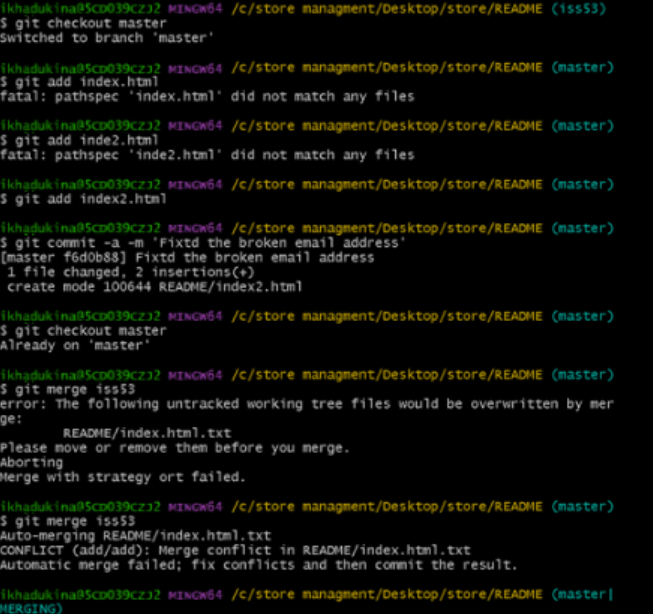 ikhadukina@5CD039CZJ2 MINGW64 /c/store managment/Desktop/store/README (iss53)
$ git checkout master
Switched to branch 'master'
ikhadukina@5CD039CZJ2 MINGW64 /c/store managment/Desktop/store/README (master)
$ git add index.html
fatal: pathspec 'index.html' did not match any files
ikhadukina@5CD039CZJ2 MINGW64 /c/store managment/Desktop/store/README (master)
$ git add inde2.html
fatal: pathspec 'inde2.html' did not match any files
ikhadukina@5CD039CZJ2 MINGW64 /c/store managment/Desktop/store/README (master)
$ git add index2.html
ikhadukina@5CD039CZJ2 MINGW64 /c/store managment/Desktop/store/README (master)
$ git commit -a -m 'Fixtd the broken email address'
[master f6d0b88] Fixtd the broken email address
1 file changed, 2 insertions(+)
create mode 100644 README/index2.html
ikhadukina@5CD039CZJ2 MINGW64 /c/store managment/Desktop/store/README (master)
$ git checkout master
Already on 'master'
ikhadukina@5CD039CZJ2 MINGW64 /c/store managment/Desktop/store/README (master)
$ git merge iss53
error: The following untracked working tree files would be overwritten by mer
ge:
README/index.html.txt
Please move or remove them before you merge.
Aborting
Merge with strategy ort failed.
ikhadukina@5CD039CZJ2 MINGW64 /c/store managment/Desktop/store/README (master)
$ git merge iss53
Auto-merging README/index.html.txt
CONFLICT (add/add): Merge conflict in README/index.html.txt
Automatic merge failed; fix conflicts and then commit the result.
ikhadukina@5CD039CZJ2 MINGW64 /c/store managment/Desktop/store/README (master|
MERGING)